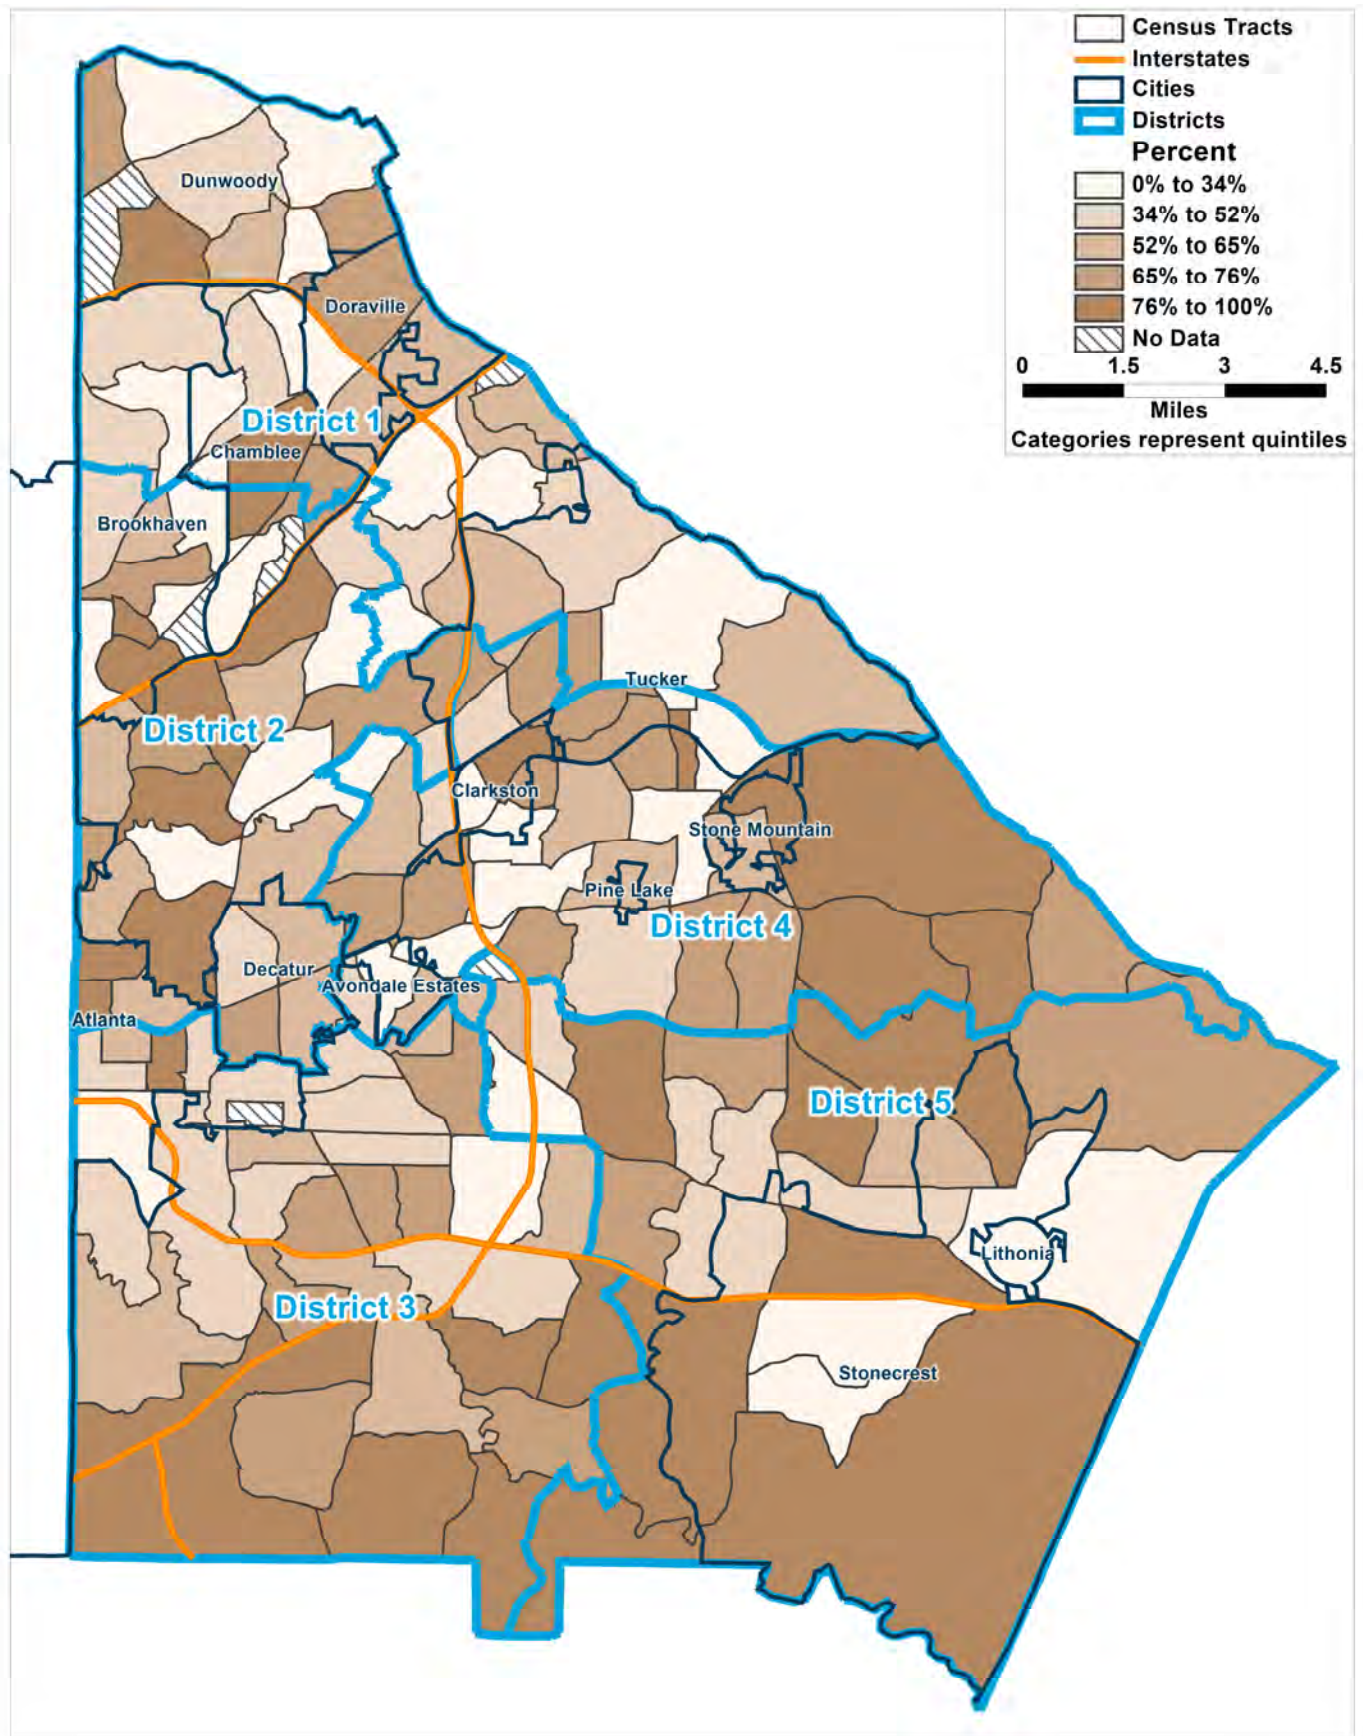 Census Tracts
Interstates
Cities
Districts
Percent
0% to 34%
34% to 52%
52% to 65%
65% to 76%
76% to 100%
No Data
0 1.5 3 4.5
Miles
Categories represent quintiles
Dunwoody
Doraville
District 1
Chamblee
Brookhaven
Tucker
District 2
Clarkston
Stone Mountain
Pine Lake
District 4
Decatur
Avondale Estates
Atlanta
District 5
Lithonia
District 3
Stonecrest